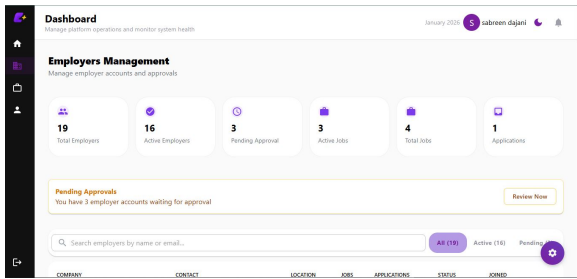 Dashboard
Manage platform operations and monitor system health
January 2026
S
sabreen dajani
Employers Management
Manage employer accounts and approvals
19
Total Employers
16
Active Employers
3
Pending Approval
3
Active Jobs
4
Total Jobs
1
Applications
Pending Approvals
You have 3 employer accounts waiting for approval
Review Now
Search employers by name or email...
All (19)
Active (16)
Pending
COMPANY CONTACT LOCATION JOBS APPLICATIONS STATUS JOINED